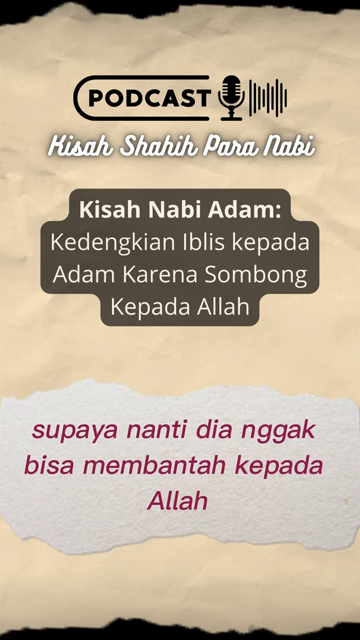 PODCAST
Kisah Shahih Para Nabi
Kisah Nabi Adam:
Kedengkian Iblis kepada
Adam Karena Sombong
Kepada Allah
supaya nanti dia nggak
bisa membantah kepada
Allah